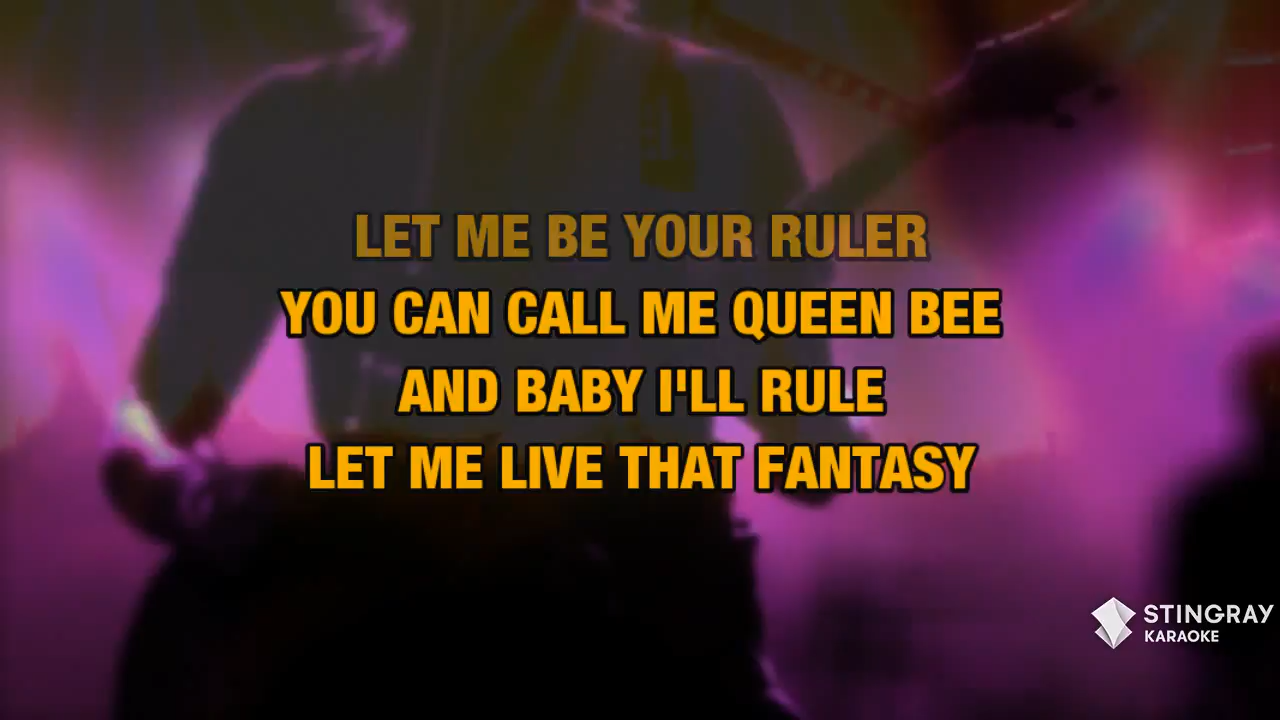 LET ME BE YOUR RULER
YOU CAN CALL ME QUEEN BEE
AND BABY I'LL RULE
LET ME LIVE THAT FANTASY
STINGRAY
KARAOKE